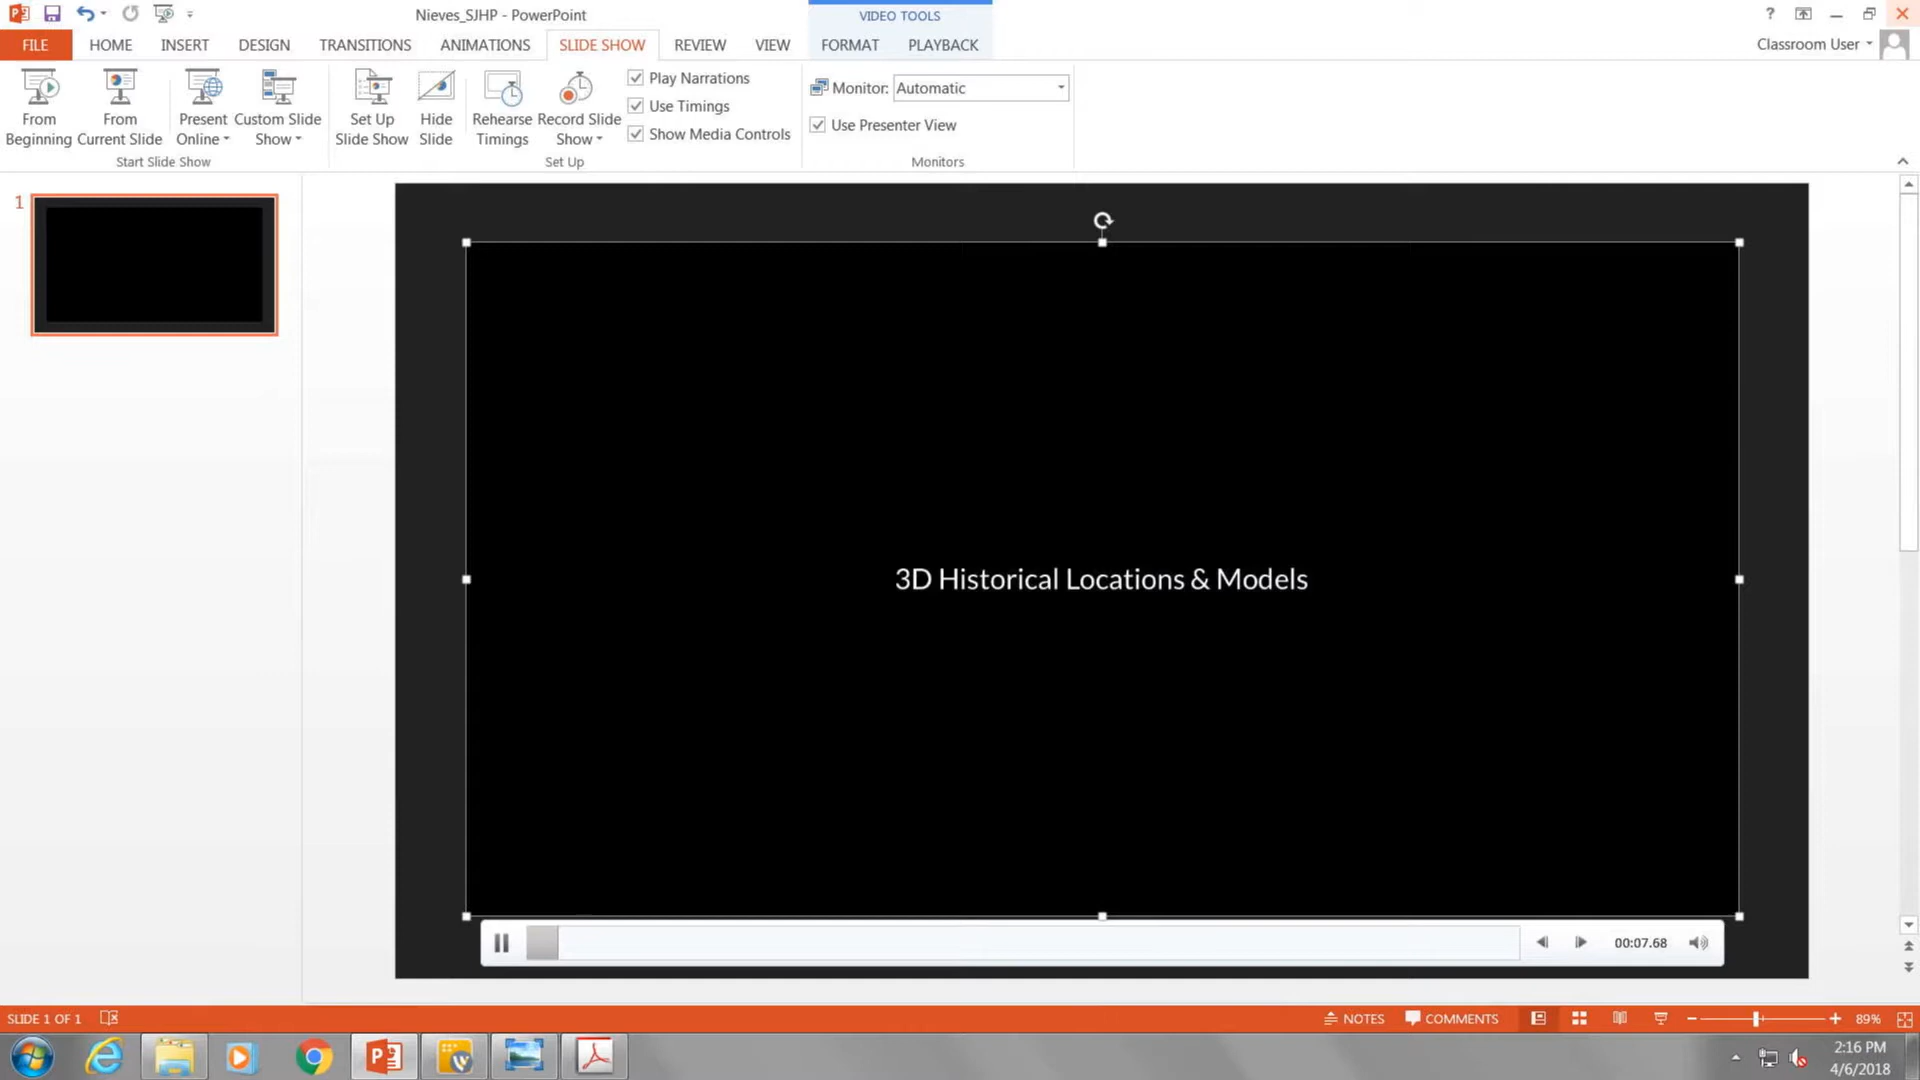 Nieves_SJHP - PowerPoint
VIDEO TOOLS
FILE
HOME
INSERT
DESIGN
TRANSITIONS
ANIMATIONS
SLIDE SHOW
REVIEW
VIEW
FORMAT
PLAYBACK
Classroom User
From Beginning
From Current Slide
Present Online
Custom Slide Show
Start Slide Show
Set Up Slide Show
Hide Slide
Rehearse Timings
Record Slide Show
Play Narrations
Use Timings
Show Media Controls
Set Up
Monitor: Automatic
Use Presenter View
Monitors
1
3D Historical Locations & Models
00:07.68
SLIDE 1 OF 1
NOTES
COMMENTS
89%
2:16 PM
4/6/2018